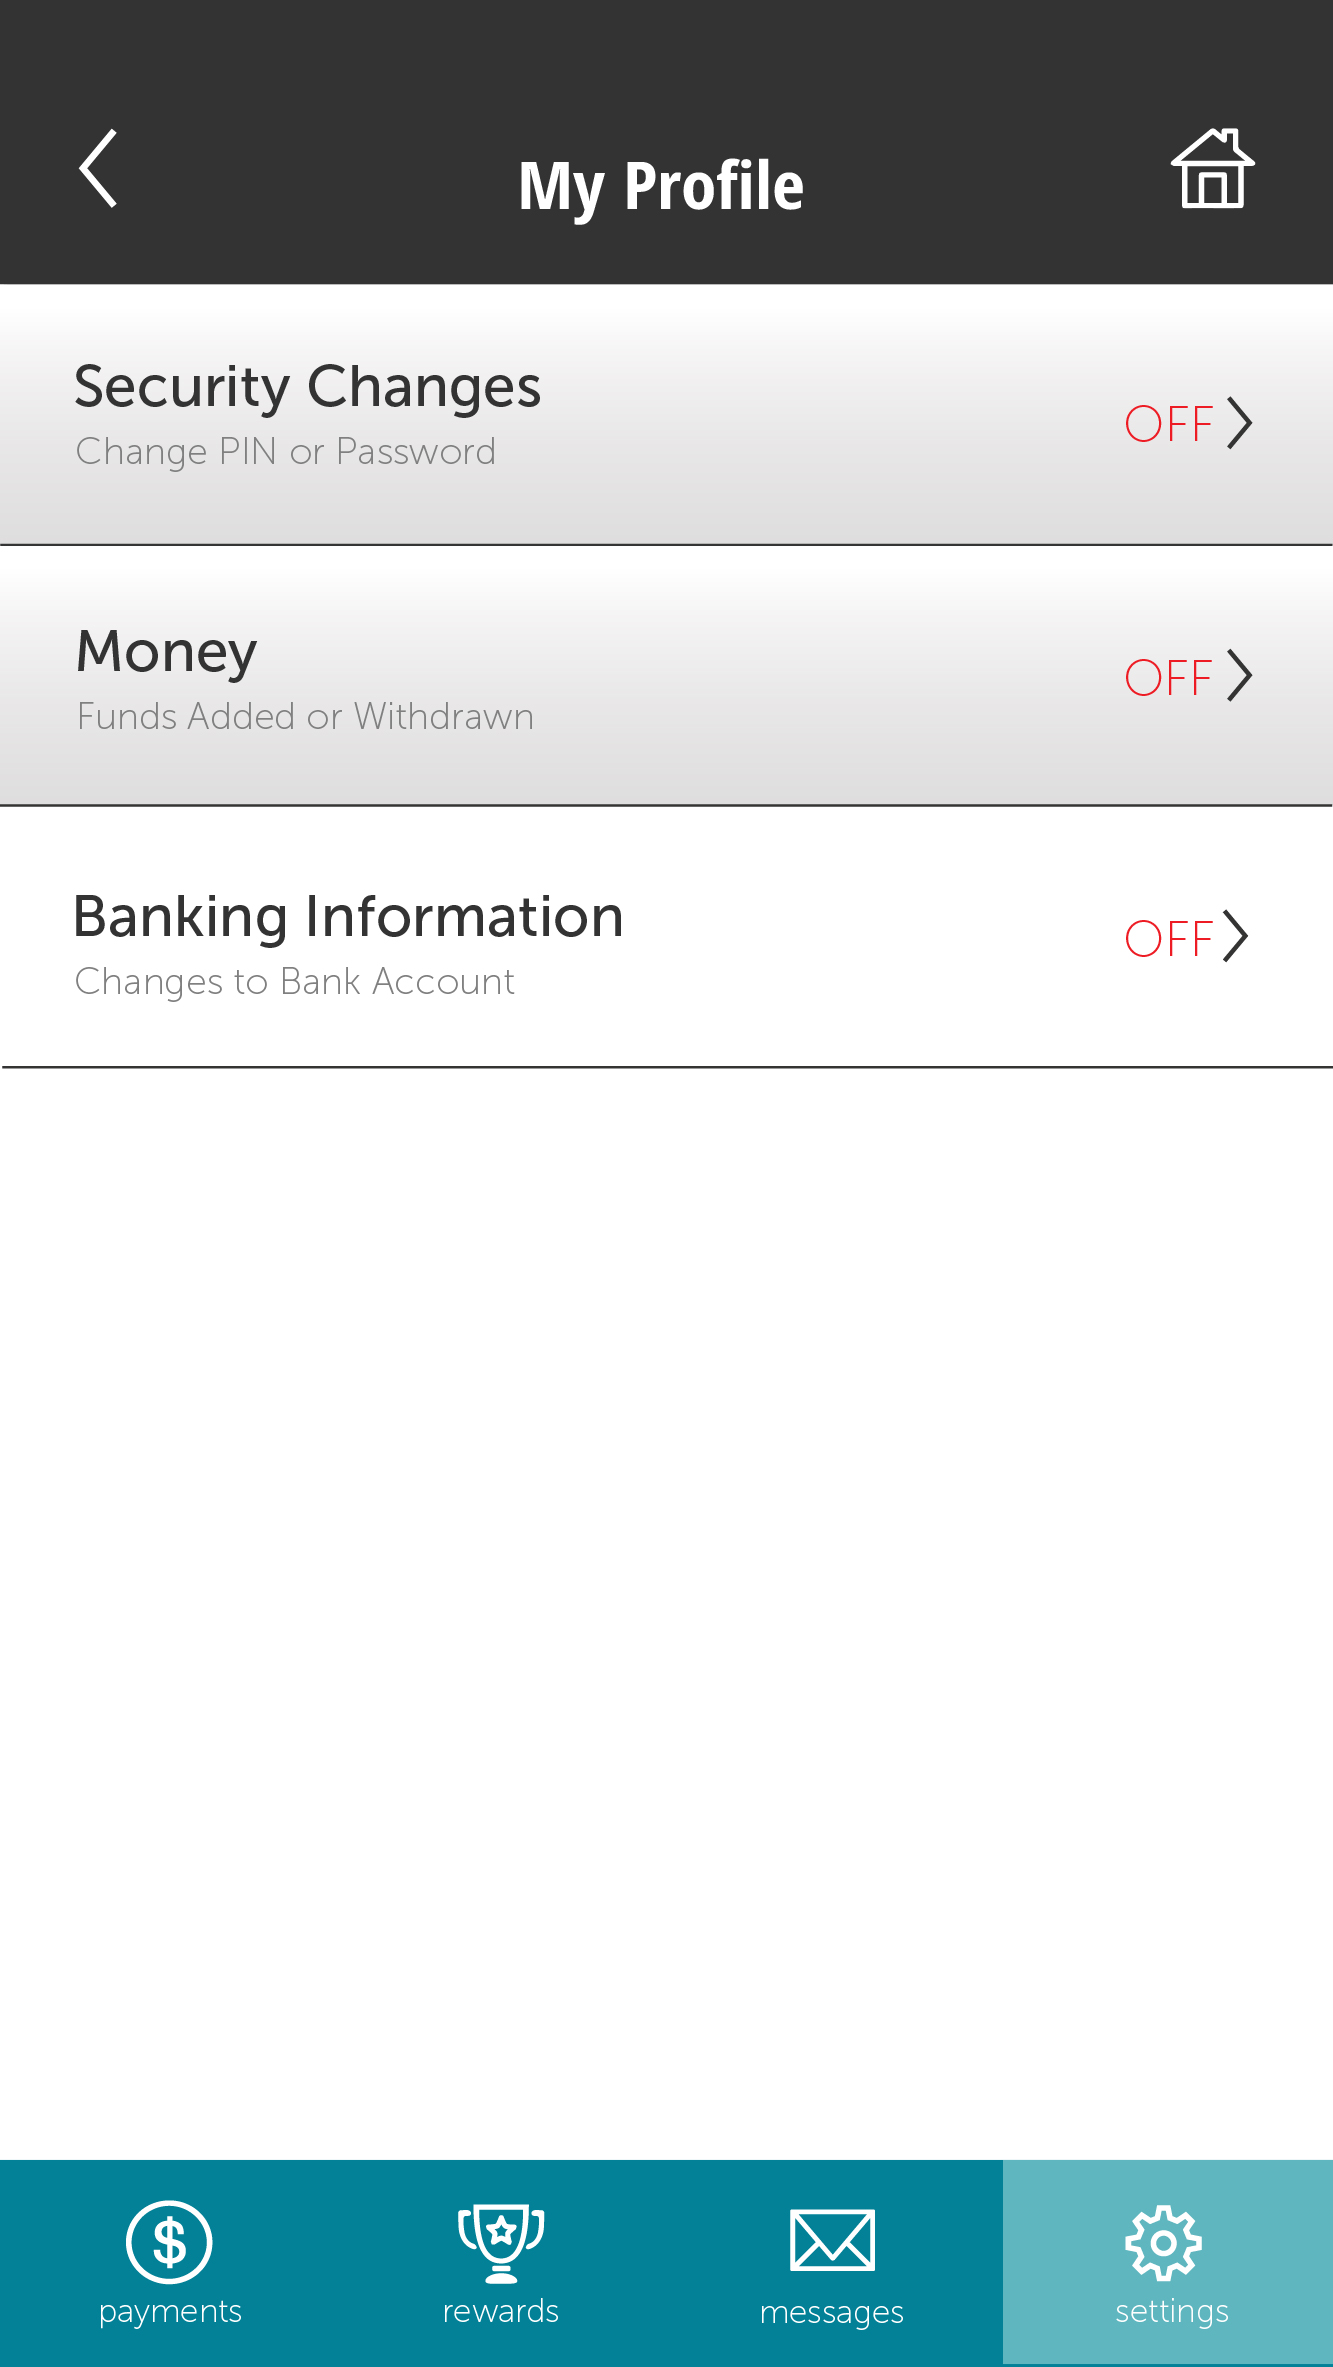 My Profile
Security Changes
Change PIN or Password
OFF
Money
Funds Added or Withdrawn
OFF
Banking Information
Changes to Bank Account
OFF
payments
rewards
messages
settings